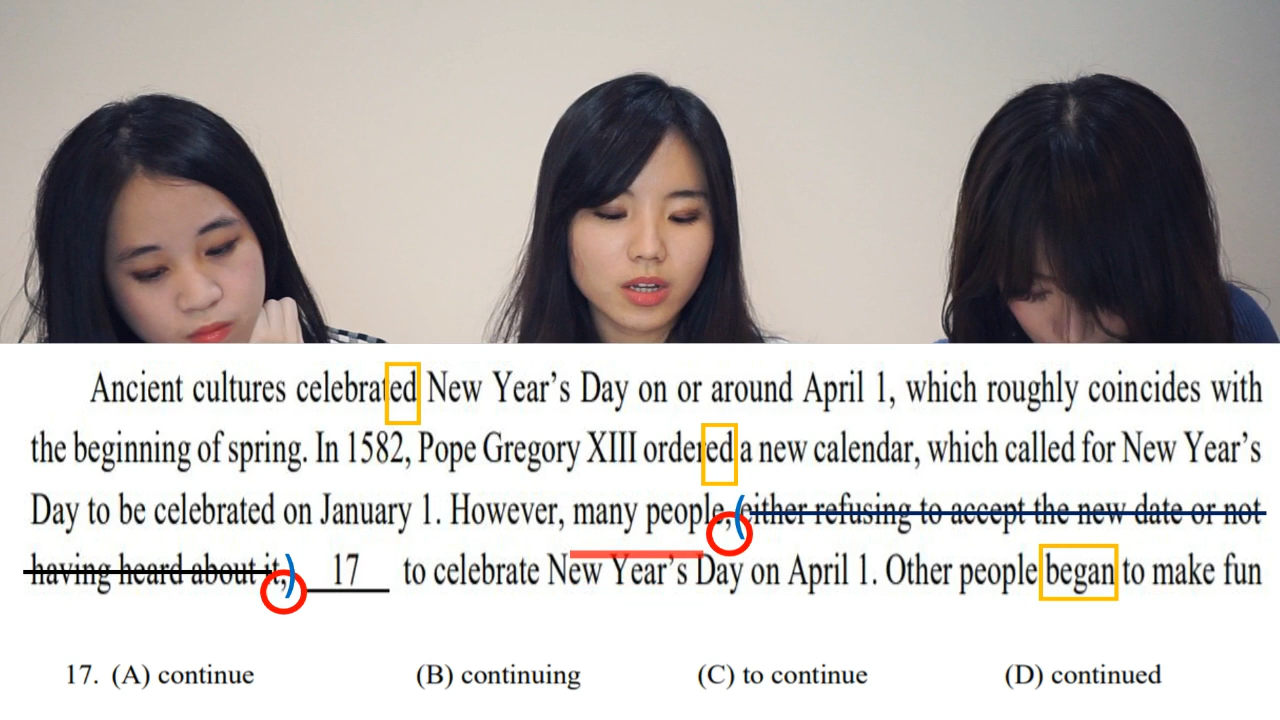 Ancient cultures celebrated New Year's Day on or around April 1, which roughly coincides with
the beginning of spring. In 1582, Pope Gregory XIII ordered a new calendar, which called for New Year's
Day to be celebrated on January 1. However, many people, (either refusing to accept the new date or not
having heard about it,) 17 to celebrate New Year's Day on April 1. Other people began to make fun
17. (A) continue (B) continuing (C) to continue (D) continued